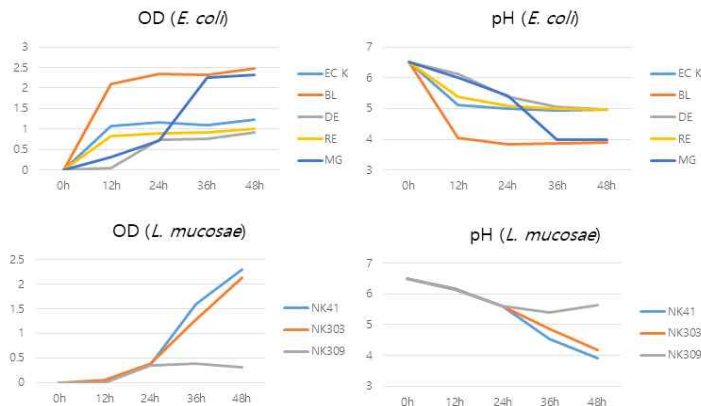 OD (E. coli)
3
2.5
2
1.5
1
0.5
0
0h 12h 24h 36h 48h
EC K
BL
DE
RE
MG
pH (E. coli)
7
6
5
4
3
0h 12h 24h 36h 48h
EC K
BL
DE
RE
MG
OD (L. mucosae)
2.5
2
1.5
1
0.5
0
0h 12h 24h 36h 48h
NK41
NK303
NK309
pH (L. mucosae)
7
6
5
4
3
0h 12h 24h 36h 48h
NK41
NK303
NK309